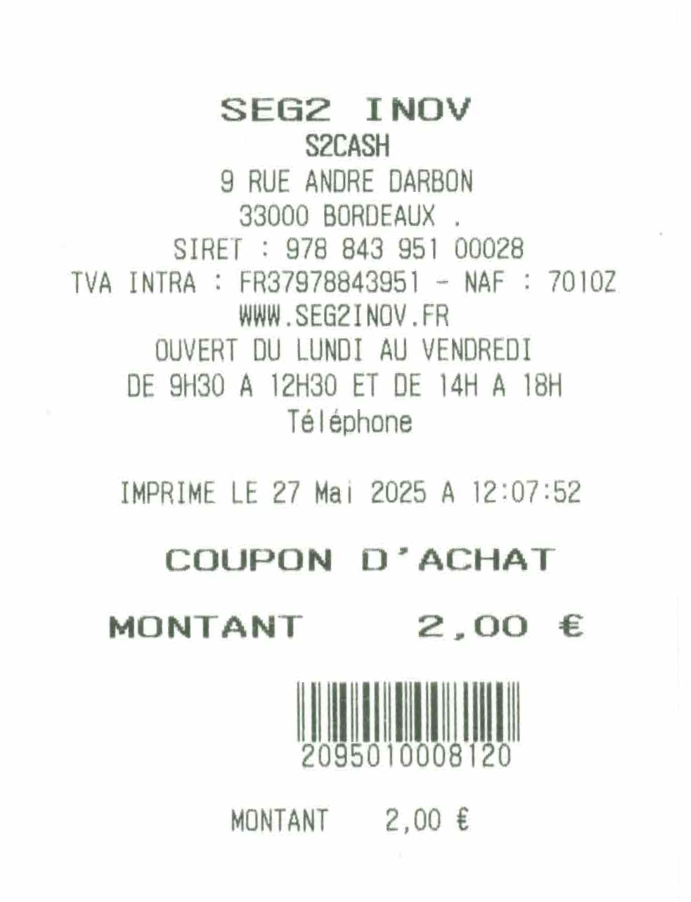 SEG2 INOV
S2CASH
9 RUE ANDRE DARBON
33000 BORDEAUX .
SIRET : 978 843 951 00028
TVA INTRA : FR37978843951 - NAF : 7010Z
WWW.SEG2INOV.FR
OUVERT DU LUNDI AU VENDREDI
DE 9H30 A 12H30 ET DE 14H A 18H
Téléphone
IMPRIME LE 27 Mai 2025 A 12:07:52
COUPON D'ACHAT
MONTANT 2,00 €
2095010008120
MONTANT 2,00 €